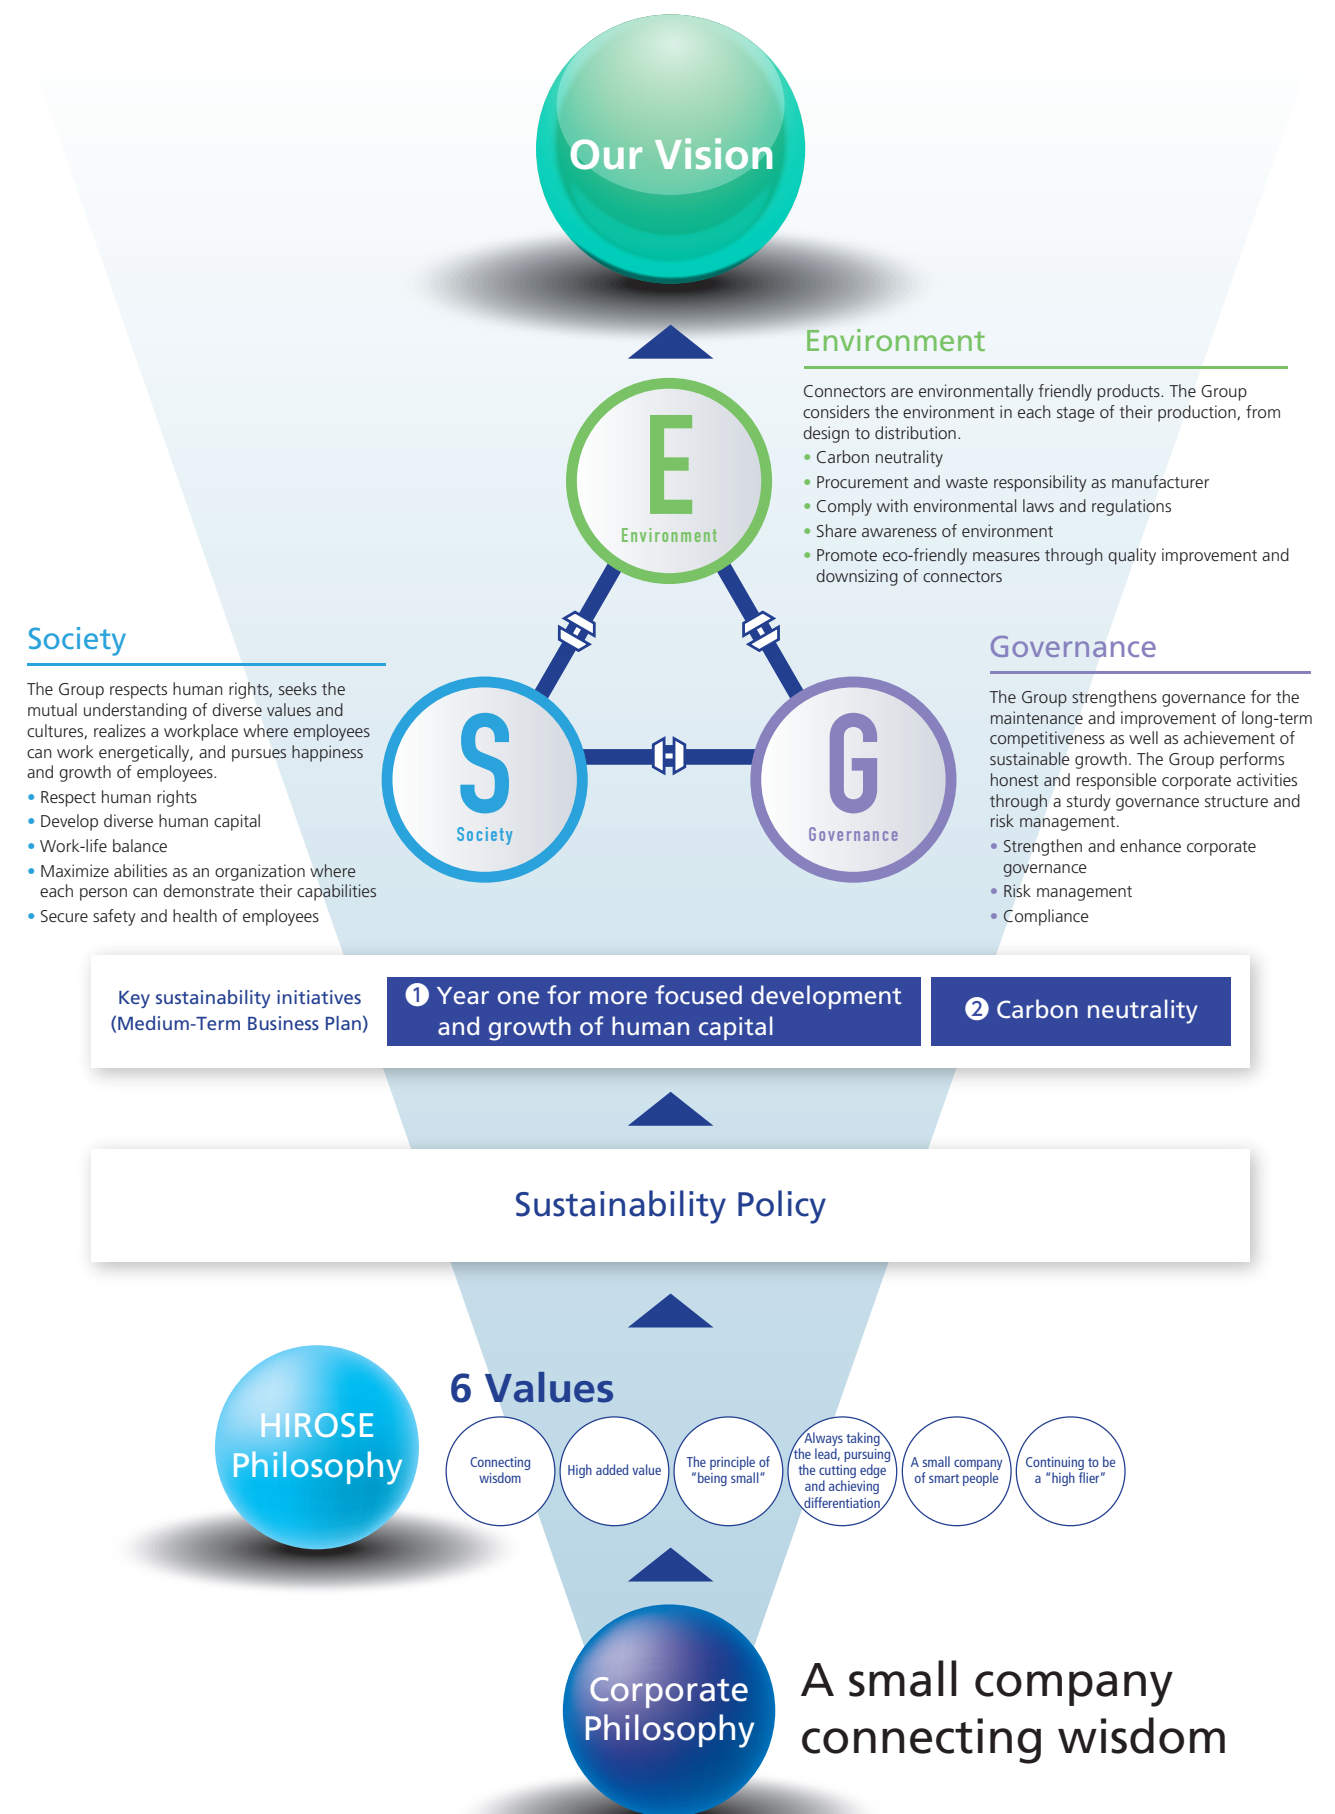 Our Vision
Environment
Connectors are environmentally friendly products. The Group
considers the environment in each stage of their production, from
design to distribution.
• Carbon neutrality
• Procurement and waste responsibility as manufacturer
• Comply with environmental laws and regulations
• Share awareness of environment
• Promote eco-friendly measures through quality improvement and
downsizing of connectors
E
Environment
Society
The Group respects human rights, seeks the
mutual understanding of diverse values and
cultures, realizes a workplace where employees
can work energetically, and pursues happiness
and growth of employees.
• Respect human rights
• Develop diverse human capital
• Work-life balance
• Maximize abilities as an organization where
each person can demonstrate their capabilities
• Secure safety and health of employees
S
Society
G
Governance
Governance
The Group strengthens governance for the
maintenance and improvement of long-term
competitiveness as well as achievement of
sustainable growth. The Group performs
honest and responsible corporate activities
through a sturdy governance structure and
risk management.
• Strengthen and enhance corporate
governance
• Risk management
• Compliance
Key sustainability initiatives
(Medium-Term Business Plan)
❶ Year one for more focused development
and growth of human capital
❷ Carbon neutrality
Sustainability Policy
HIROSE
Philosophy
6 Values
Connecting
wisdom
High added value
The principle of
"being small"
Always taking
the lead, pursuing
the cutting edge
and achieving
differentiation
A small company
of smart people
Continuing to be
a "high flier"
Corporate
Philosophy
A small company
connecting wisdom